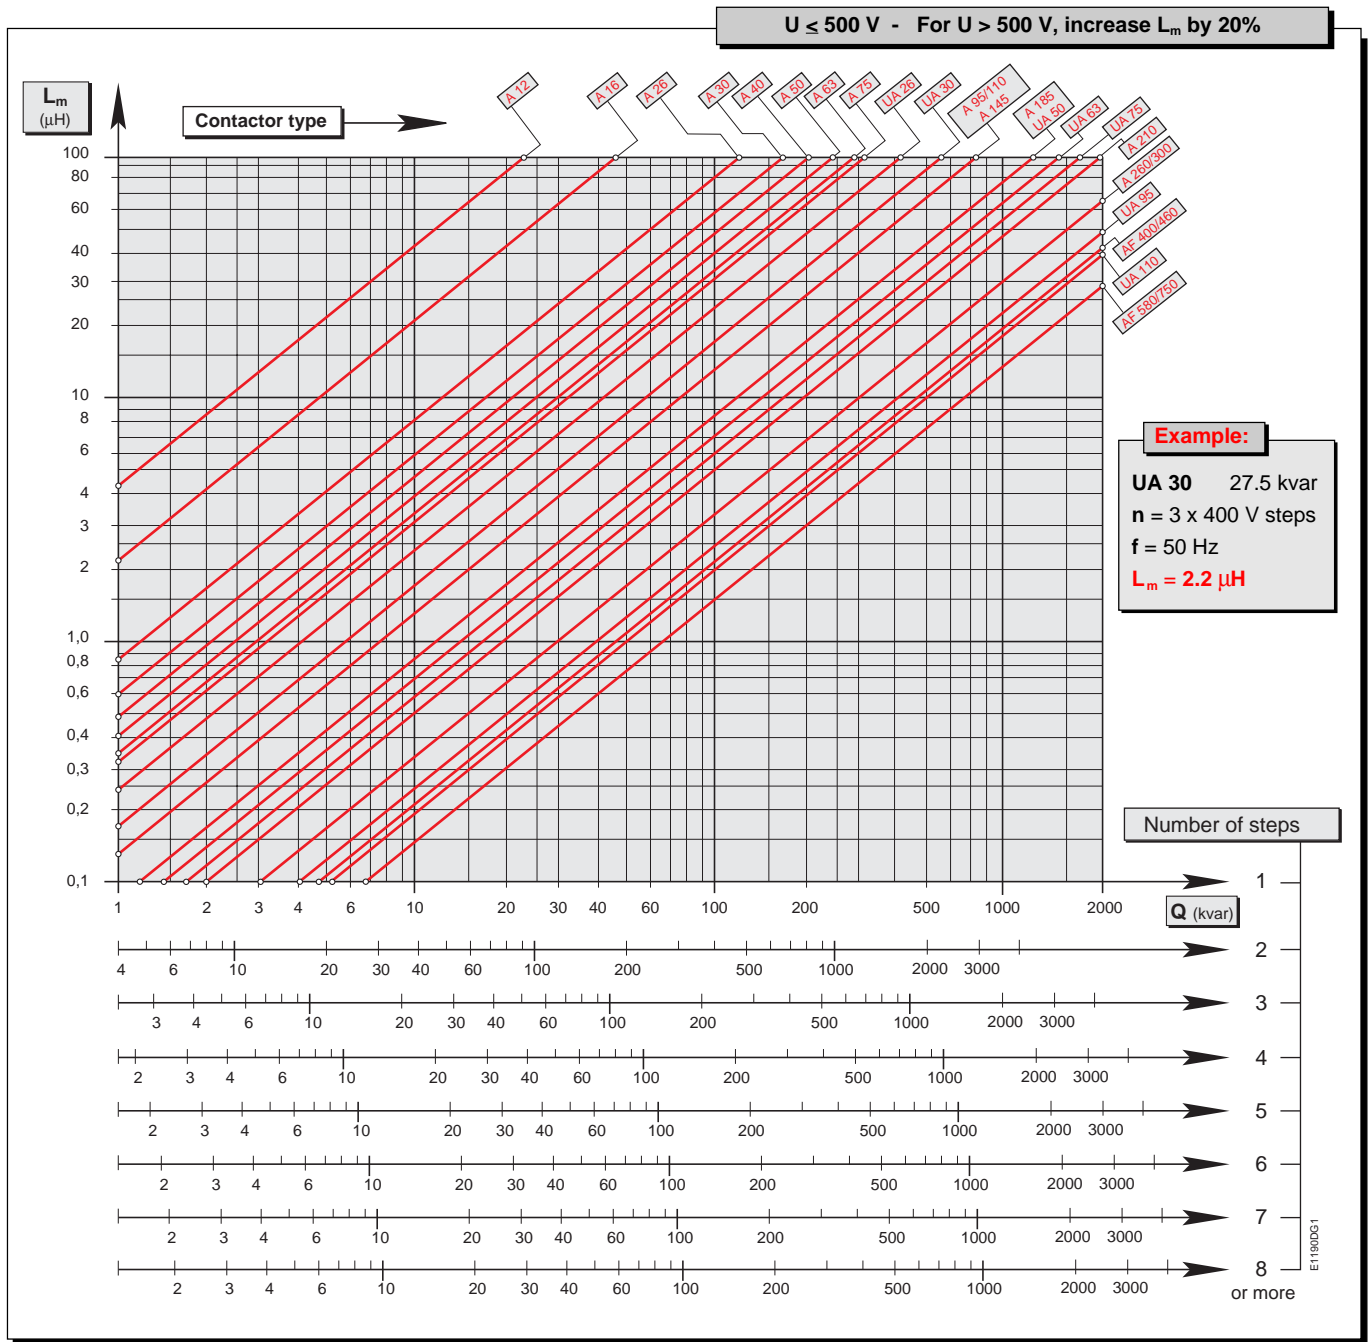 U ≤ 500 V - For U > 500 V, increase Lm by 20%
Lm
(µH)
Contactor type
A 12
A 16
A 26
A 30
A 40
A 50
A 63
A 75
UA 26
UA 30
A 95/110
A 145
A 185
UA 50
UA 63
UA 75
A 210
A 260/300
UA 95
AF 400/460
UA 110
AF 580/750
100
80
60
40
30
20
10
8
6
4
3
2
1,0
0,8
0,6
0,4
0,3
0,2
0,1
Example:
UA 30 27.5 kvar
n = 3 x 400 V steps
f = 50 Hz
Lm = 2.2 µH
Number of steps
1 2 3 4 6 10 20 30 40 60 100 200 500 1000 2000 1
Q (kvar)
4 6 10 20 30 40 60 100 200 500 1000 2000 3000 2
3 4 6 10 20 30 40 60 100 200 500 1000 2000 3000 3
2 3 4 6 10 20 30 40 60 100 200 500 1000 2000 3000 4
2 3 4 6 10 20 30 40 60 100 200 500 1000 2000 3000 5
2 3 4 6 10 20 30 40 60 100 200 500 1000 2000 3000 6
2 3 4 6 10 20 30 40 60 100 200 500 1000 2000 3000 7
2 3 4 6 10 20 30 40 60 100 200 500 1000 2000 3000 8
or more
E1190DG1